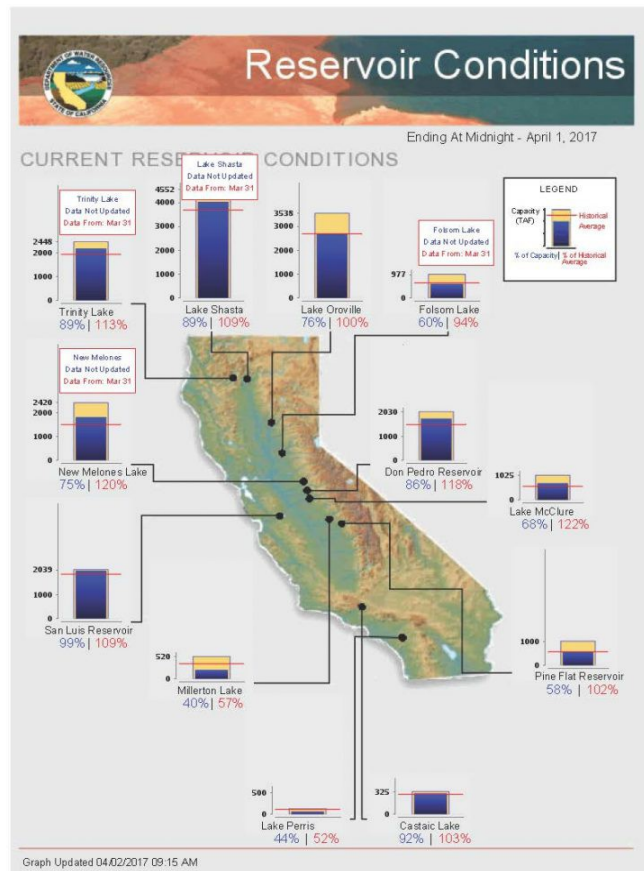 DEPARTMENT OF WATER RESOURCES
STATE OF CALIFORNIA
Reservoir Conditions
Ending At Midnight - April 1, 2017
CURRENT RESERVOIR CONDITIONS
Trinity Lake
Data Not Updated
Data From: Mar 31
2448
2000
1000
0
Trinity Lake
89% | 113%
Lake Shasta
Data Not Updated
Data From: Mar 31
4552
4000
3000
2000
1000
0
Lake Shasta
89% | 109%
3538
3000
2000
1000
0
Lake Oroville
76% | 100%
Folsom Lake
Data Not Updated
Data From: Mar 31
977
0
Folsom Lake
60% | 94%
LEGEND
Capacity
(TAF)
Historical
Average
% of Capacity | % of Historical
Average
New Melones
Data Not Updated
Data From: Mar 31
2420
2000
1000
0
New Melones Lake
75% | 120%
2030
1000
0
Don Pedro Reservoir
86% | 118%
1025
0
Lake McClure
68% | 122%
2039
1000
0
San Luis Reservoir
99% | 109%
520
0
Millerton Lake
40% | 57%
1000
0
Pine Flat Reservoir
58% | 102%
500
0
Lake Perris
44% | 52%
325
0
Castaic Lake
92% | 103%
Graph Updated 04/02/2017 09:15 AM